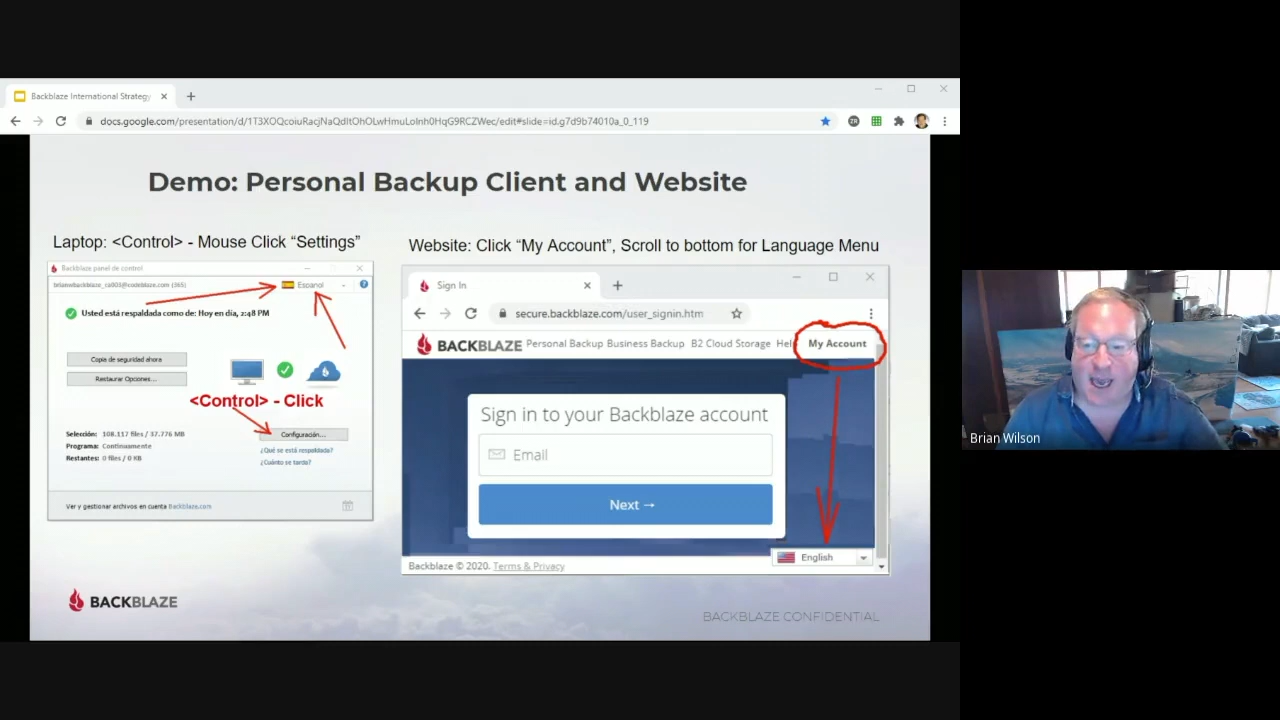 Backblaze International Strategy
docs.google.com/presentation/d/1T3XOQcoiuRacjNaQdItOhOLwHmuLoInh0HqG9RCZWec/edit#slide=id.g7d9b74010a_0_119
Demo: Personal Backup Client and Website
Laptop: <Control> - Mouse Click “Settings”
Website: Click “My Account”, Scroll to bottom for Language Menu
Backblaze panel de control
(365)
Espanol
Usted está respaldada como de: Hoy en día, 2:48 PM
Copia de seguridad ahora
Restaurar Opciones...
<Control> - Click
Selección: 108.117 files / 37.776 MB
Programa: Continuamente
Restantes: 0 files / 0 KB
Configuración...
¿Qué se está respaldada?
¿Cuánto se tarda?
Ver y gestionar archivos en cuenta Backblaze.com
Sign In
secure.backblaze.com/user_signin.htm
BACKBLAZE Personal Backup Business Backup B2 Cloud Storage Help My Account
Sign in to your Backblaze account
Email
Next →
English
Backblaze © 2020. Terms & Privacy
BACKBLAZE
BACKBLAZE CONFIDENTIAL
Brian Wilson